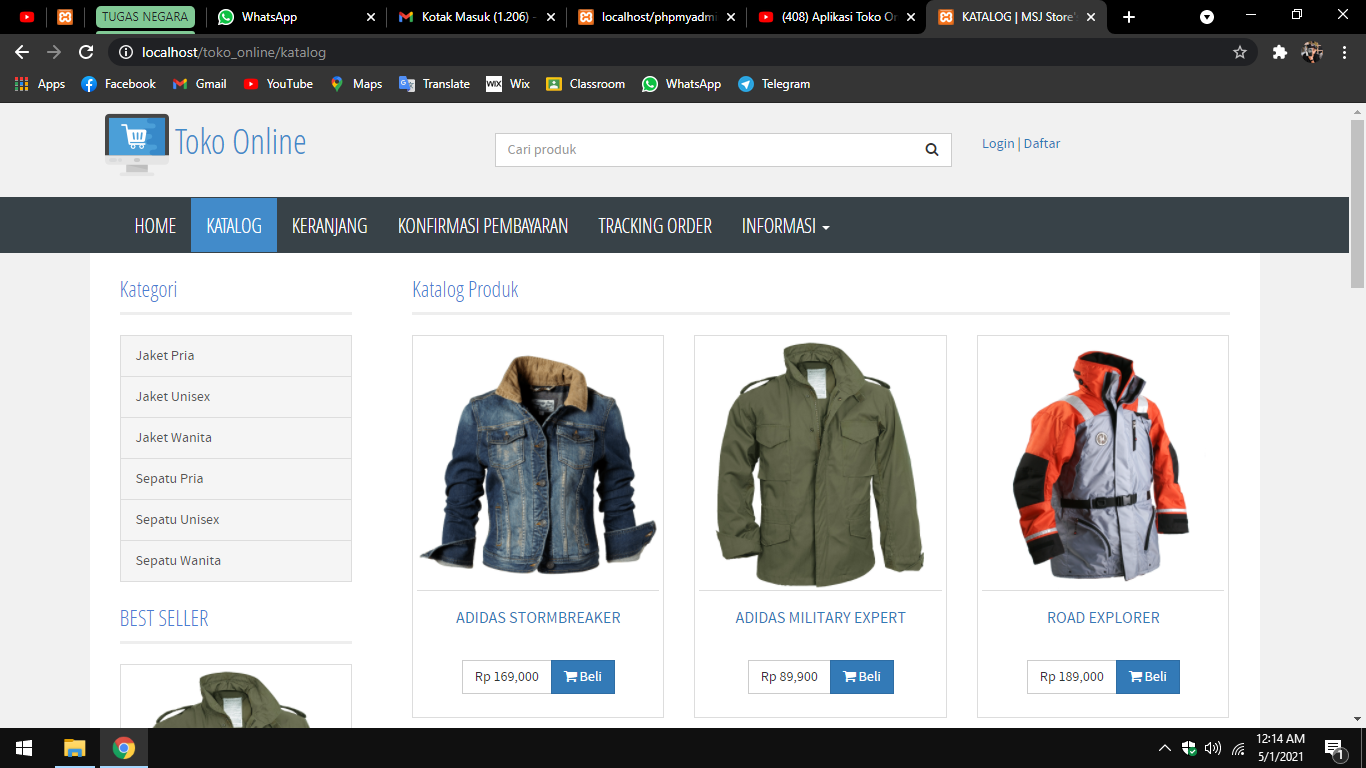 TUGAS NEGARA
WhatsApp
Kotak Masuk (1.206) -
localhost/phpmyadmi
(408) Aplikasi Toko On
KATALOG | MSJ Store'
localhost/toko_online/katalog
Apps Facebook Gmail YouTube Maps Translate WIX Wix Classroom WhatsApp Telegram
Toko Online
Cari produk
Login | Daftar
HOME KATALOG KERANJANG KONFIRMASI PEMBAYARAN TRACKING ORDER INFORMASI
Kategori
Jaket Pria
Jaket Unisex
Jaket Wanita
Sepatu Pria
Sepatu Unisex
Sepatu Wanita
BEST SELLER
Katalog Produk
ADIDAS STORMBREAKER
Rp 169,000 Beli
ADIDAS MILITARY EXPERT
Rp 89,900 Beli
ROAD EXPLORER
Rp 189,000 Beli
12:14 AM
5/1/2021
1